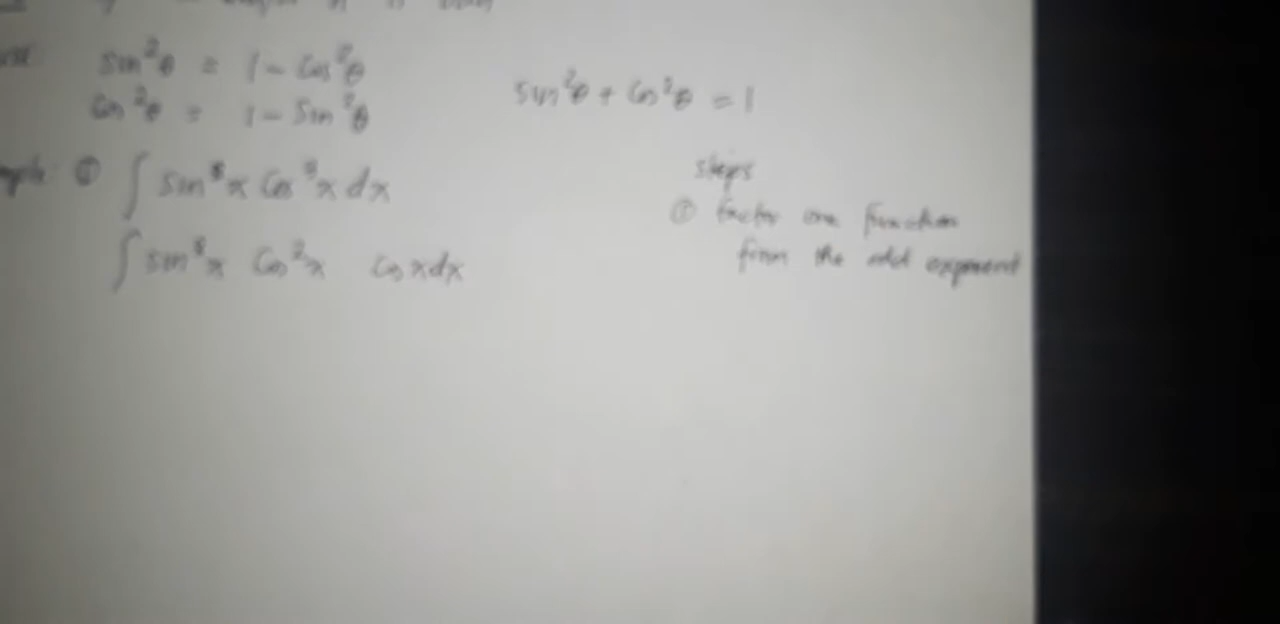 sin²θ = 1 - cos²θ
cos²θ = 1 - sin²θ
sin²θ + cos²θ = 1
① ∫ sin⁸x cos³x dx
∫ sin⁸x cos²x cos x dx
steps
① factor one function
from the odd exponent